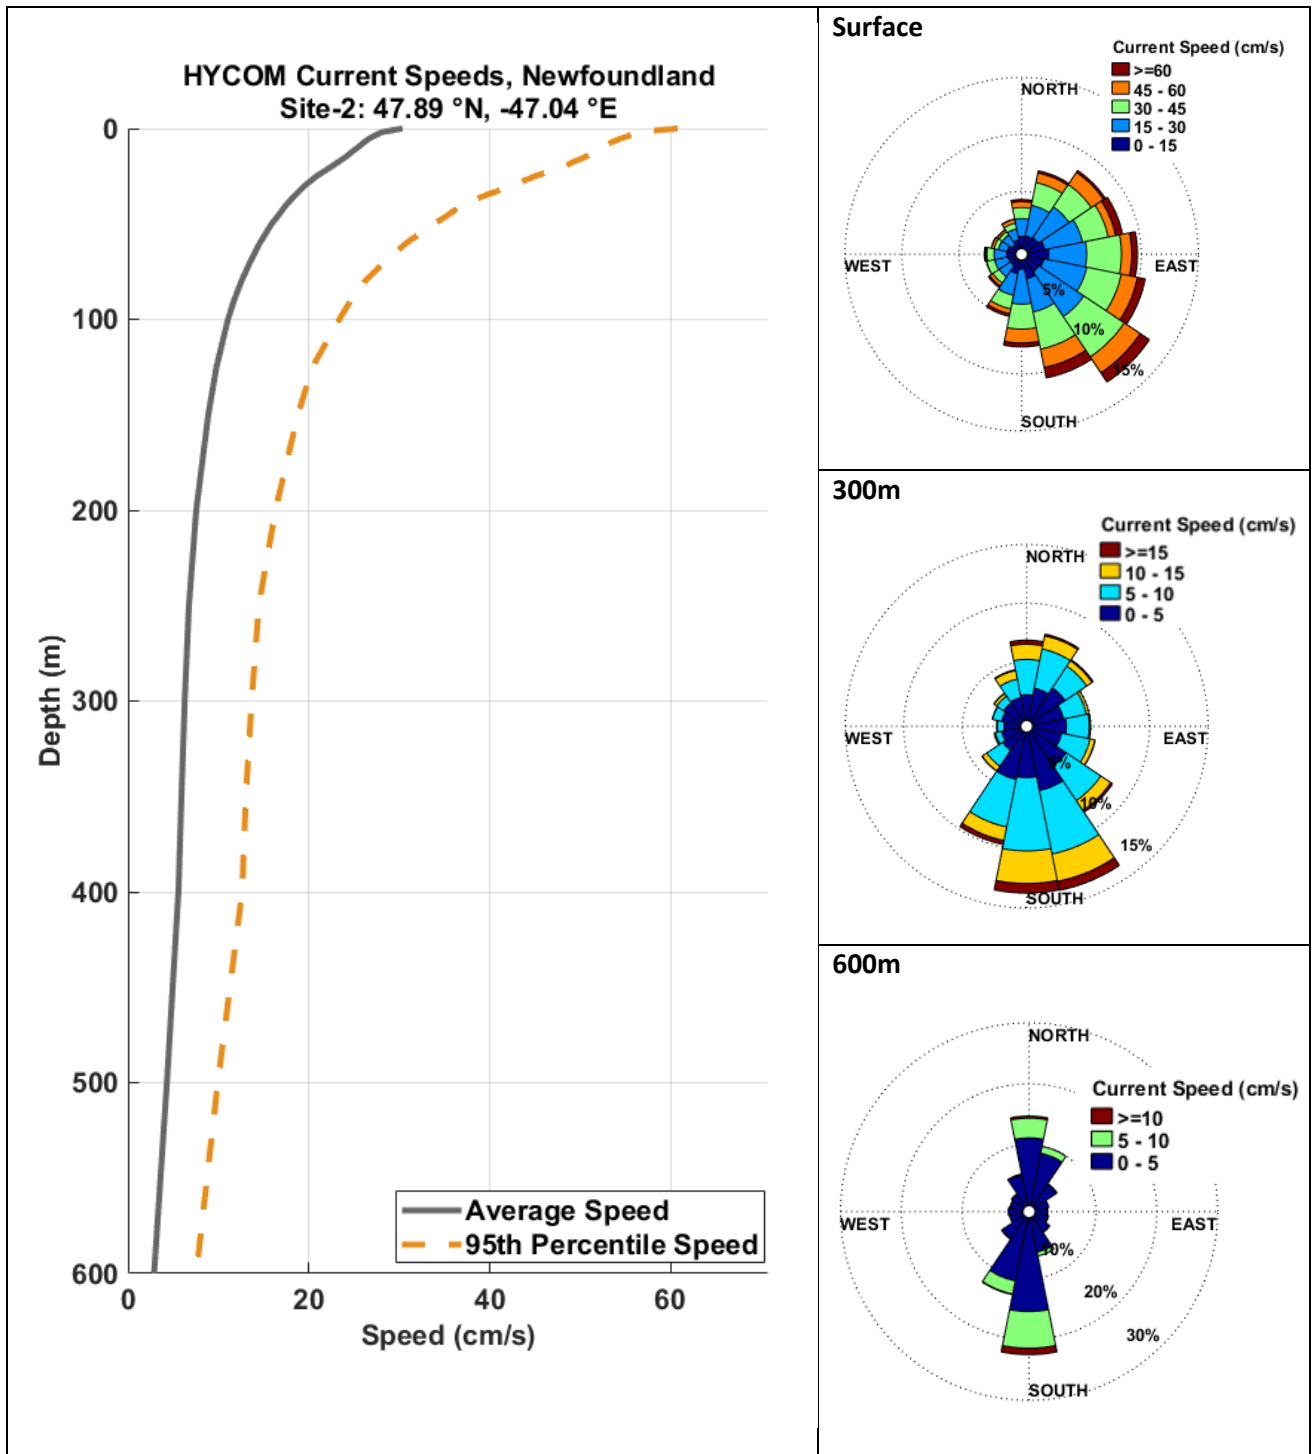 HYCOM Current Speeds, Newfoundland
Site-2: 47.89 °N, -47.04 °E
0
100
200
300
400
500
600
Depth (m)
0
20
40
60
Speed (cm/s)
Average Speed
95th Percentile Speed
Surface
Current Speed (cm/s)
>=60
45 - 60
30 - 45
15 - 30
0 - 15
NORTH
WEST
EAST
SOUTH
5%
10%
15%
300m
Current Speed (cm/s)
>=15
10 - 15
5 - 10
0 - 5
NORTH
WEST
EAST
SOUTH
5%
10%
15%
600m
Current Speed (cm/s)
>=10
5 - 10
0 - 5
NORTH
WEST
EAST
SOUTH
10%
20%
30%